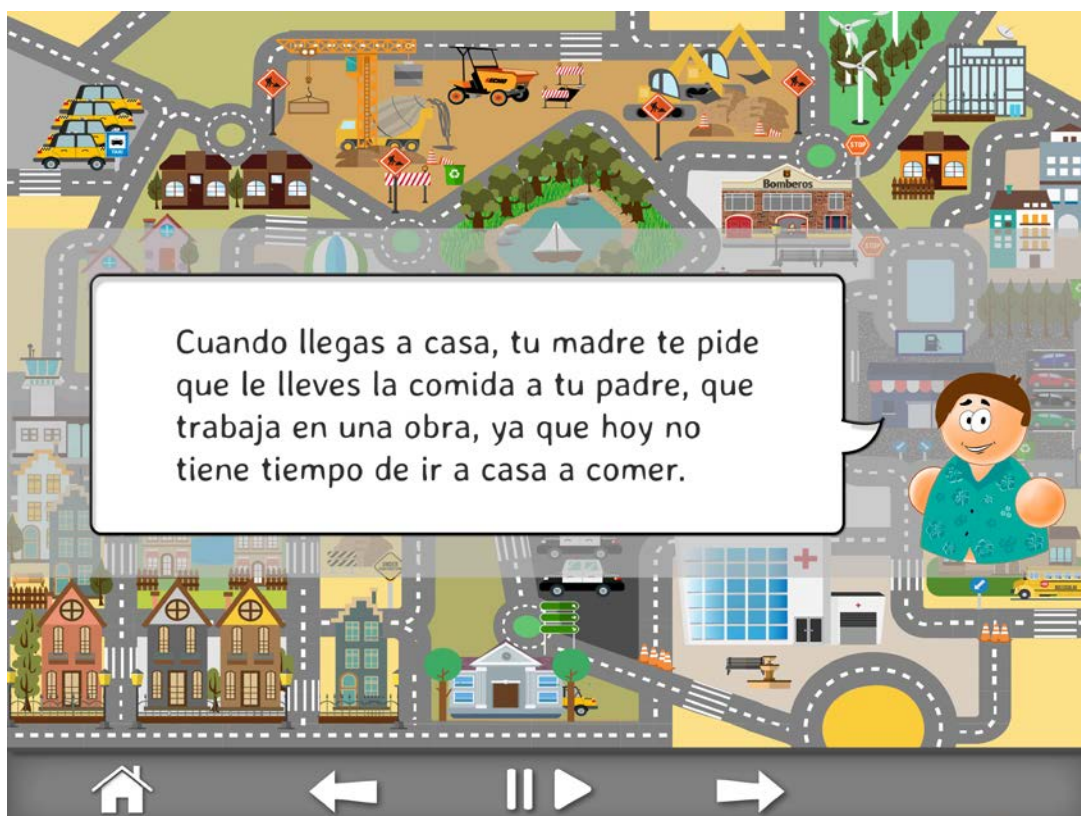 TAXI
Bomberos
STOP
STOP
Cuando llegas a casa, tu madre te pide
que le lleves la comida a tu padre, que
trabaja en una obra, ya que hoy no
tiene tiempo de ir a casa a comer.